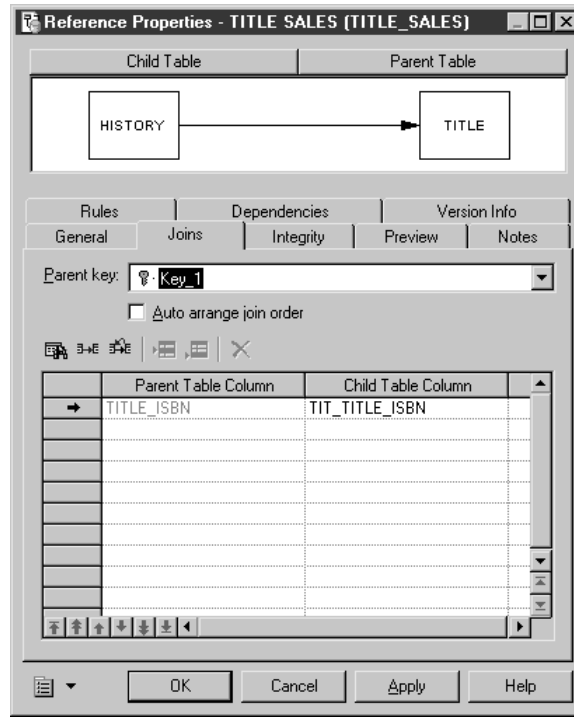 Reference Properties - TITLE SALES (TITLE_SALES)
Child Table Parent Table
HISTORY TITLE
Rules Dependencies Version Info
General Joins Integrity Preview Notes
Parent key: Key_1
Auto arrange join order
Parent Table Column Child Table Column
TITLE_ISBN TIT_TITLE_ISBN
OK Cancel Apply Help